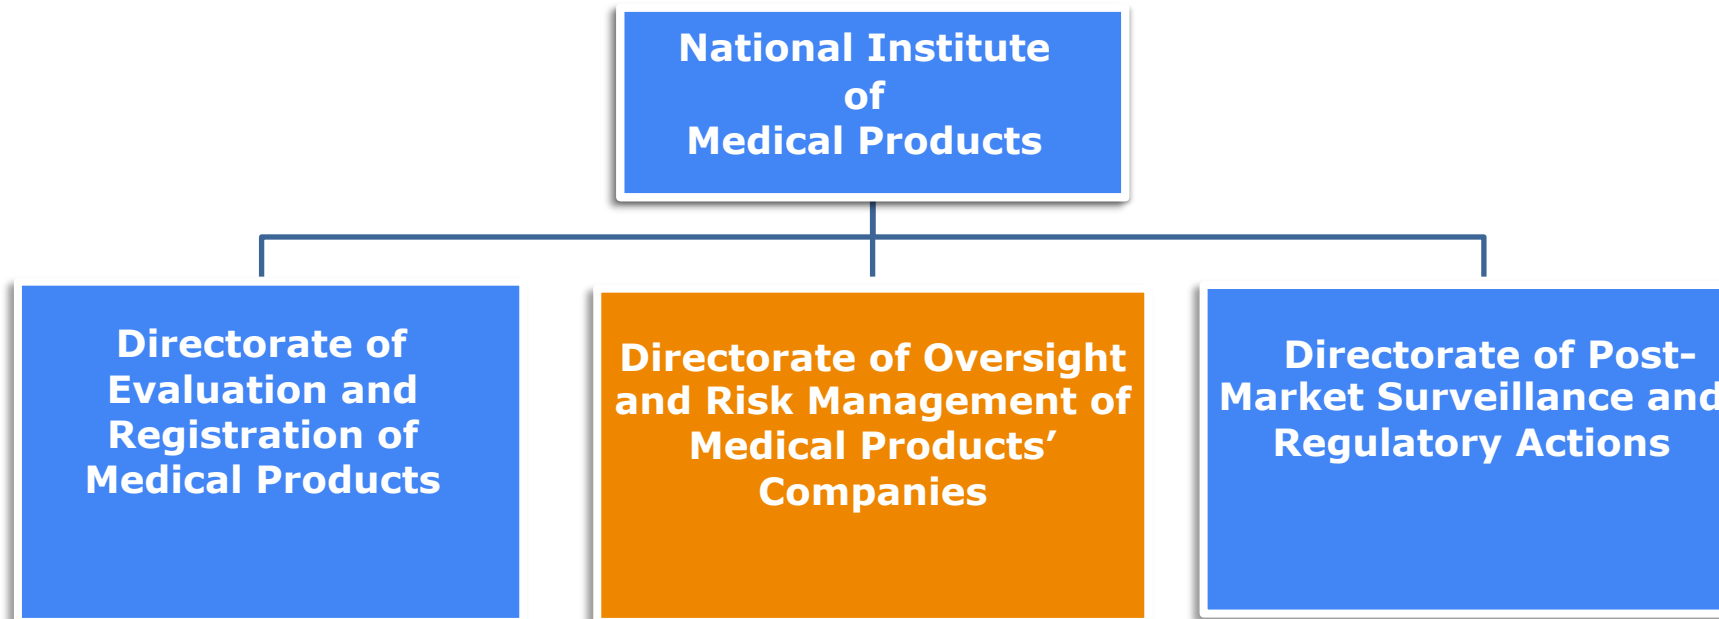 National Institute
of
Medical Products
Directorate of
Evaluation and
Registration of
Medical Products
Directorate of Oversight
and Risk Management of
Medical Products’
Companies
Directorate of Post-
Market Surveillance and
Regulatory Actions